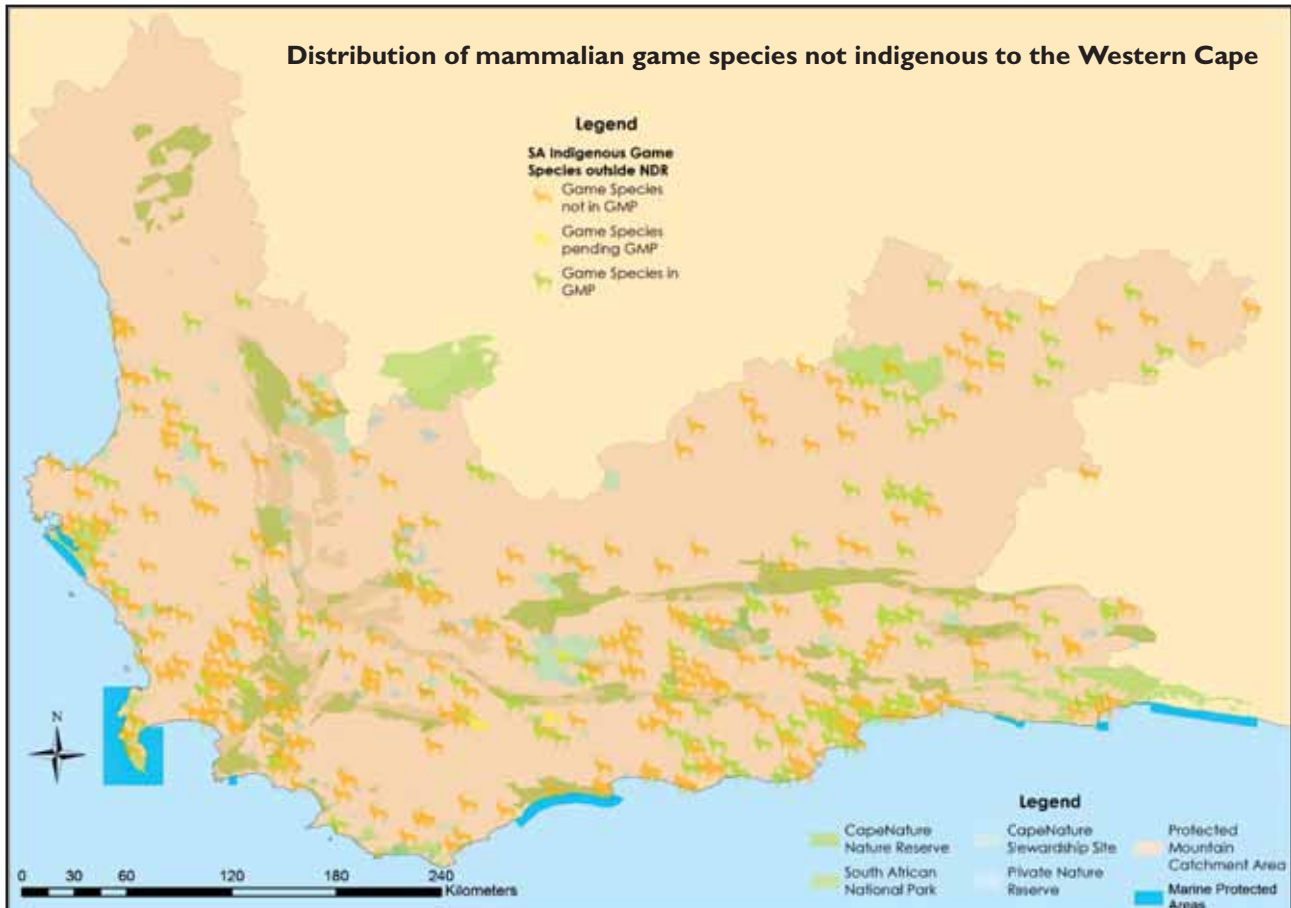 Distribution of mammalian game species not indigenous to the Western Cape
Legend
SA Indigenous Game
Species outside NDR
Game Species
not in GMP
Game Species
pending GMP
Game Species in
GMP
N
0 30 60 120 180 240
Kilometers
Legend
CapeNature
Nature Reserve
South African
National Park
CapeNature
Stewardship Site
Private Nature
Reserve
Protected
Mountain
Catchment Area
Marine Protected
Areas